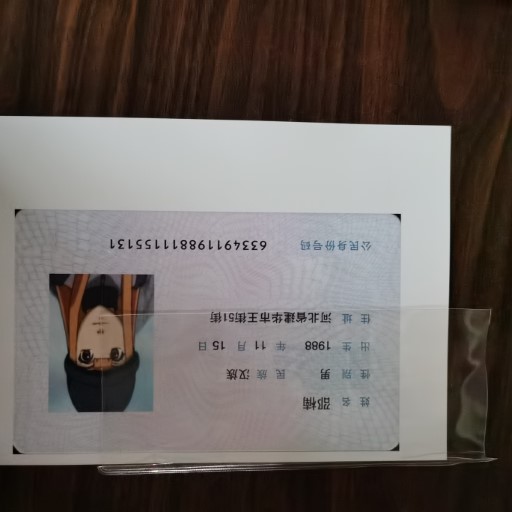 姓名 邵楠
性别 男 民族 汉族
出生 1988 年 11 月 15 日
住址 河北省建华市王街51街
公民身份号码 633491198811155131